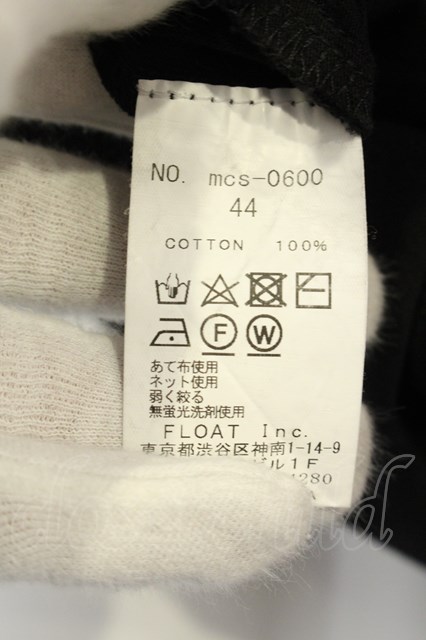 NO. mcs-0600
44
COTTON 100%
F W
あて布使用
ネット使用
弱く絞る
無蛍光洗剤使用
FLOAT Inc.
東京都渋谷区神南1-14-9
ビル1F
4280